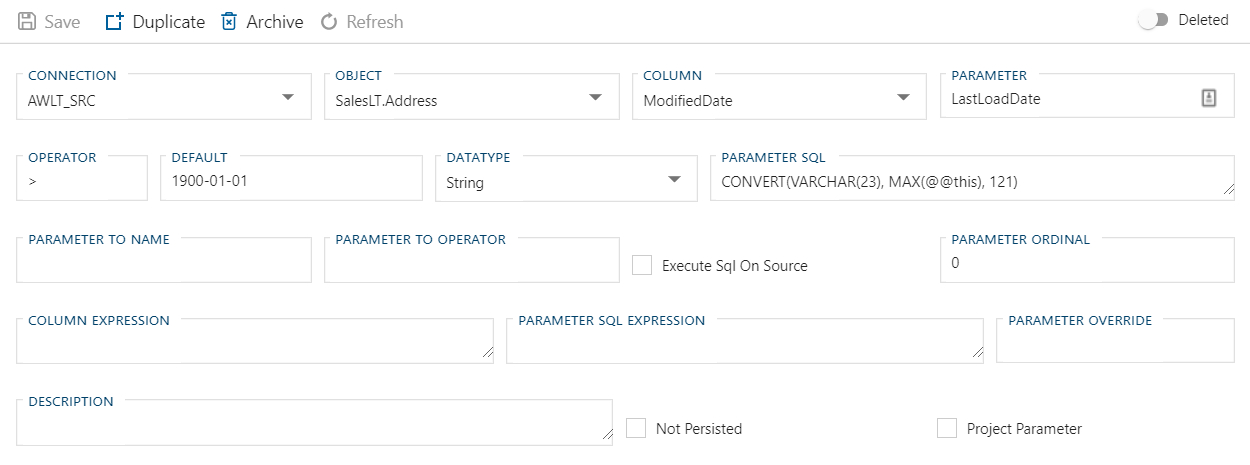 Save Duplicate Archive Refresh Deleted
CONNECTION OBJECT COLUMN PARAMETER
AWLT_SRC SalesLT.Address ModifiedDate LastLoadDate
OPERATOR DEFAULT DATATYPE PARAMETER SQL
> 1900-01-01 String CONVERT(VARCHAR(23), MAX(@@this), 121)
PARAMETER TO NAME PARAMETER TO OPERATOR PARAMETER ORDINAL
Execute Sql On Source 0
COLUMN EXPRESSION PARAMETER SQL EXPRESSION PARAMETER OVERRIDE
DESCRIPTION
Not Persisted Project Parameter